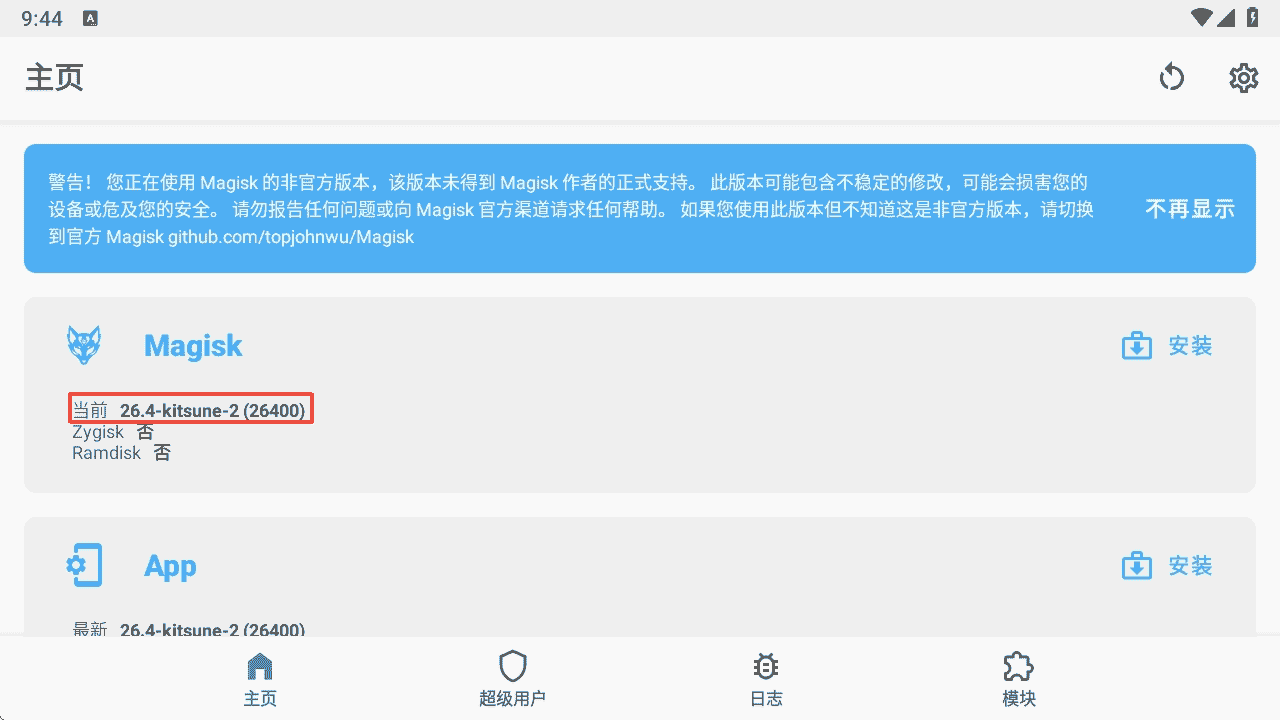 9:44
A
主页
警告！ 您正在使用 Magisk 的非官方版本，该版本未得到 Magisk 作者的正式支持。 此版本可能包含不稳定的修改，可能会损害您的
设备或危及您的安全。 请勿报告任何问题或向 Magisk 官方渠道请求任何帮助。 如果您使用此版本但不知道这是非官方版本，请切换
到官方 Magisk github.com/topjohnwu/Magisk
不再显示
Magisk
安装
当前 26.4-kitsune-2 (26400)
Zygisk 否
Ramdisk 否
App
安装
最新 26.4-kitsune-2 (26400)
主页
超级用户
日志
模块